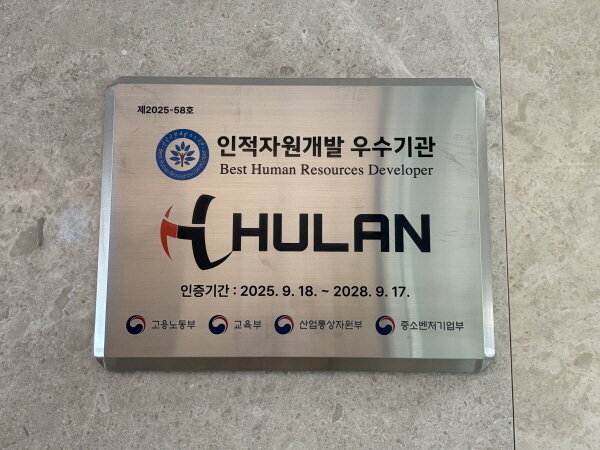 제2025-58호
인적자원개발 우수기관
Best Human Resources Developer
HULAN
인증기간 : 2025. 9. 18. ~ 2028. 9. 17.
고용노동부 교육부 산업통상자원부 중소벤처기업부